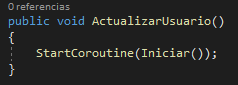 0 referencias
public void ActualizarUsuario()
{
    StartCoroutine(Iniciar());
}